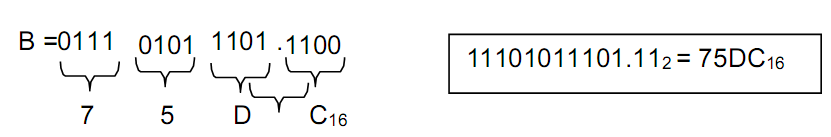 B =0111 0101 1101 .1100
7 5 D C₁₆
11101011101.11₂ = 75DC₁₆